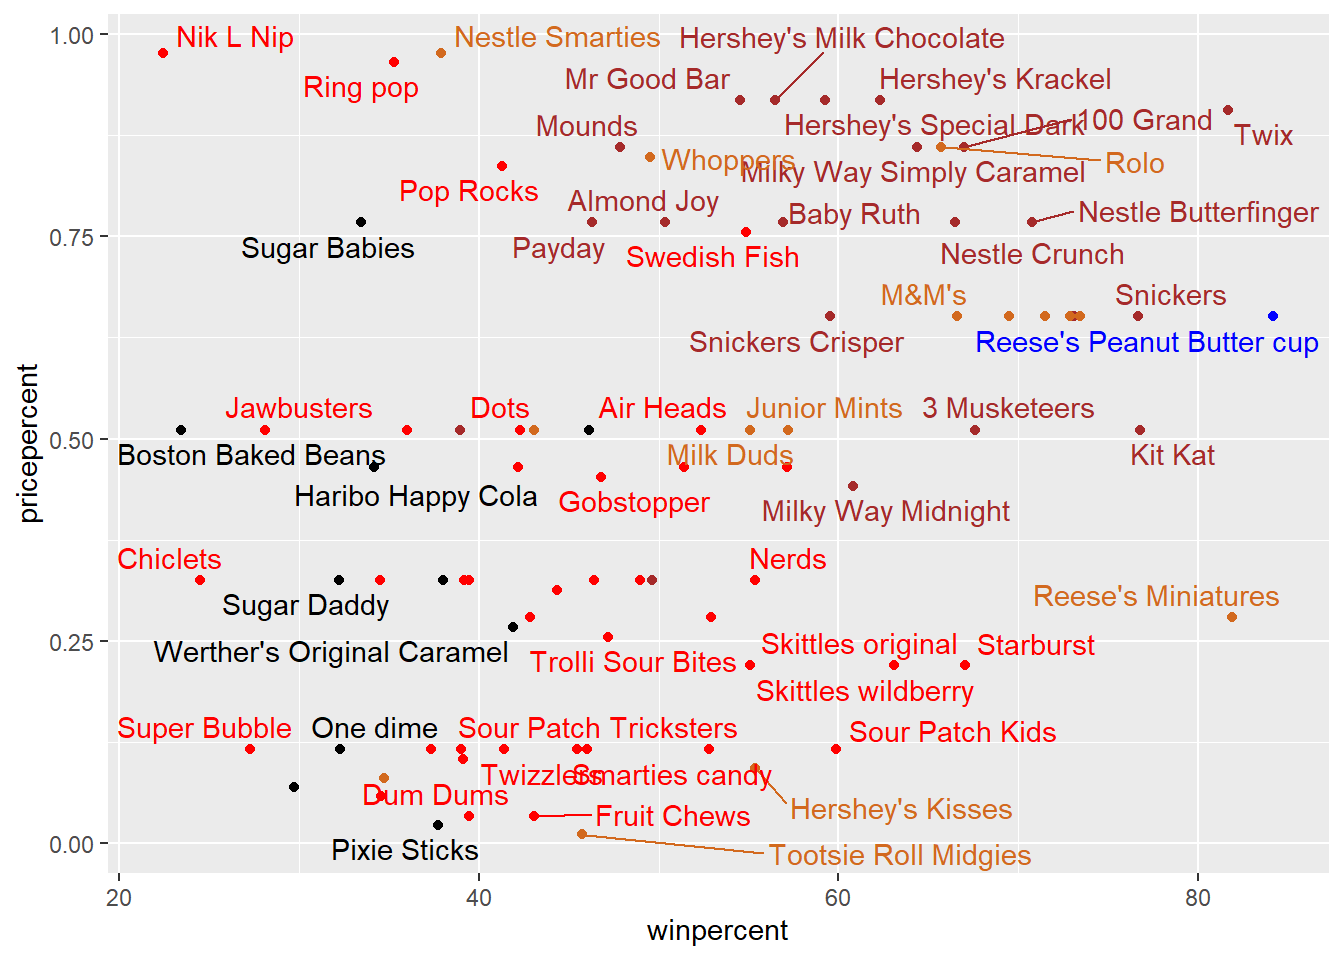 1.00
Nik L Nip
Nestle Smarties
Hershey's Milk Chocolate
Ring pop
Mr Good Bar
Hershey's Krackel
Mounds
Hershey's Special Dark
100 Grand
Twix
Whoppers
Rolo
Pop Rocks
Milky Way Simply Caramel
Almond Joy
Baby Ruth
Nestle Butterfinger
0.75
Sugar Babies
Payday
Swedish Fish
Nestle Crunch
M&M's
Snickers
Snickers Crisper
Reese's Peanut Butter cup
Jawbusters
Dots
Air Heads
Junior Mints
3 Musketeers
0.50
Boston Baked Beans
Milk Duds
Kit Kat
Haribo Happy Cola
Gobstopper
Milky Way Midnight
pricepercent
Chiclets
Nerds
Sugar Daddy
Reese's Miniatures
0.25
Werther's Original Caramel
Trolli Sour Bites
Skittles original
Starburst
Skittles wildberry
Super Bubble
One dime
Sour Patch Tricksters
Sour Patch Kids
Twizzlers
Smarties candy
Dum Dums
Fruit Chews
Hershey's Kisses
0.00
Pixie Sticks
Tootsie Roll Midgies
20
40
60
80
winpercent